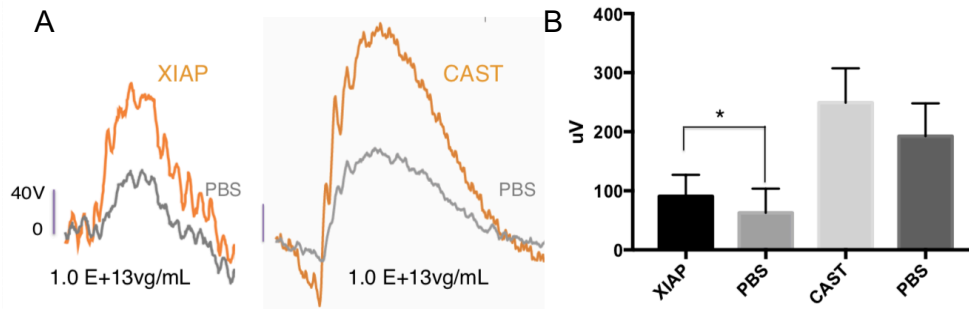 A
XIAP
PBS
40V
0
1.0 E+13vg/mL
CAST
PBS
1.0 E+13vg/mL
B
uV
400
300
200
100
0
*
XIAP
PBS
CAST
PBS